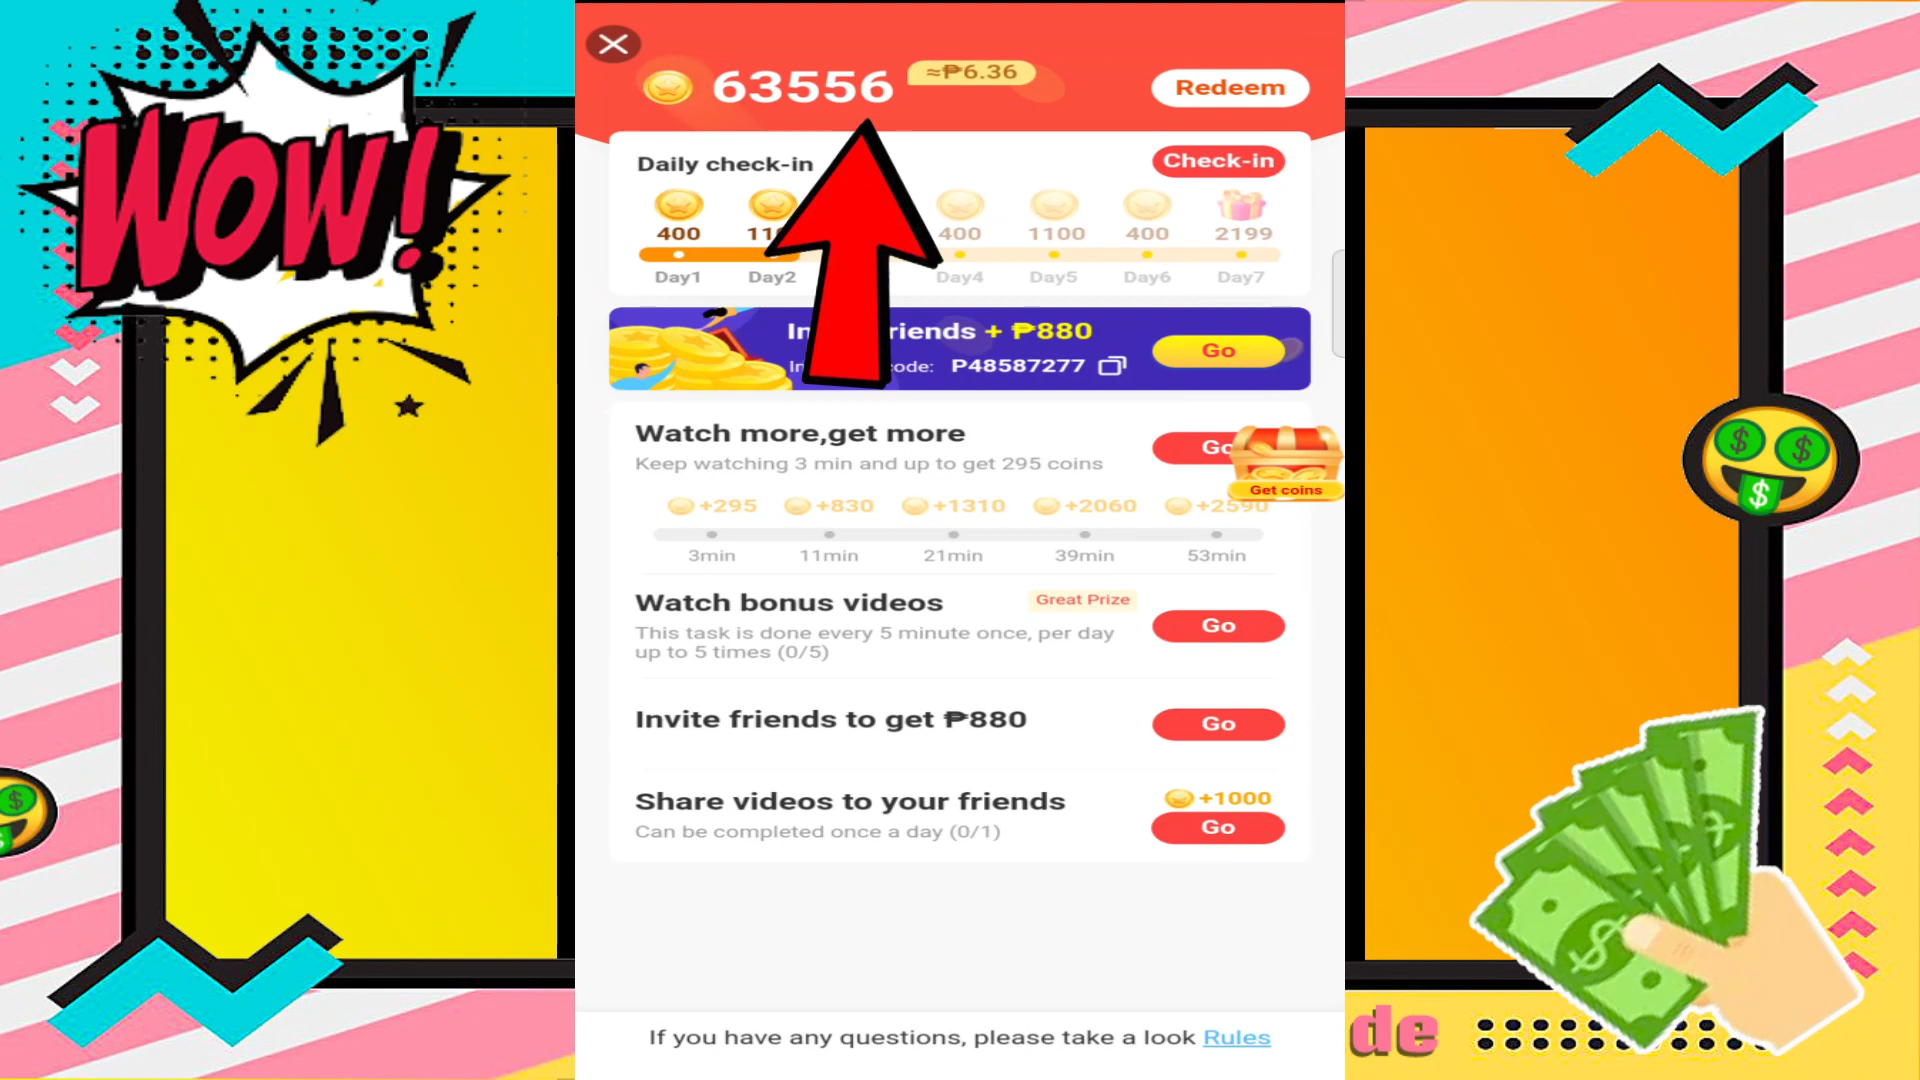 WOW!
63556
≈₱6.36
Redeem
Daily check-in
Check-in
400
400
1100
400
2199
Day1
Day2
Day4
Day5
Day6
Day7
+ ₱880
code: P48587277
Go
Watch more,get more
Keep watching 3 min and up to get 295 coins
Go
Get coins
+295
+830
+1310
+2060
+2590
3min
11min
21min
39min
53min
Watch bonus videos
Great Prize
This task is done every 5 minute once, per day
up to 5 times (0/5)
Go
Invite friends to get ₱880
Go
Share videos to your friends
+1000
Can be completed once a day (0/1)
Go
If you have any questions, please take a look Rules
de